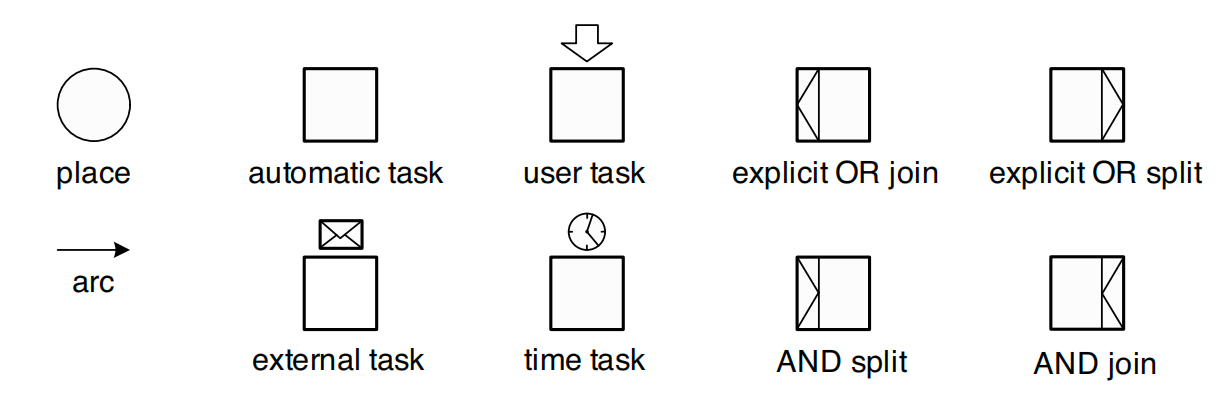 place
automatic task
user task
explicit OR join
explicit OR split
arc
external task
time task
AND split
AND join